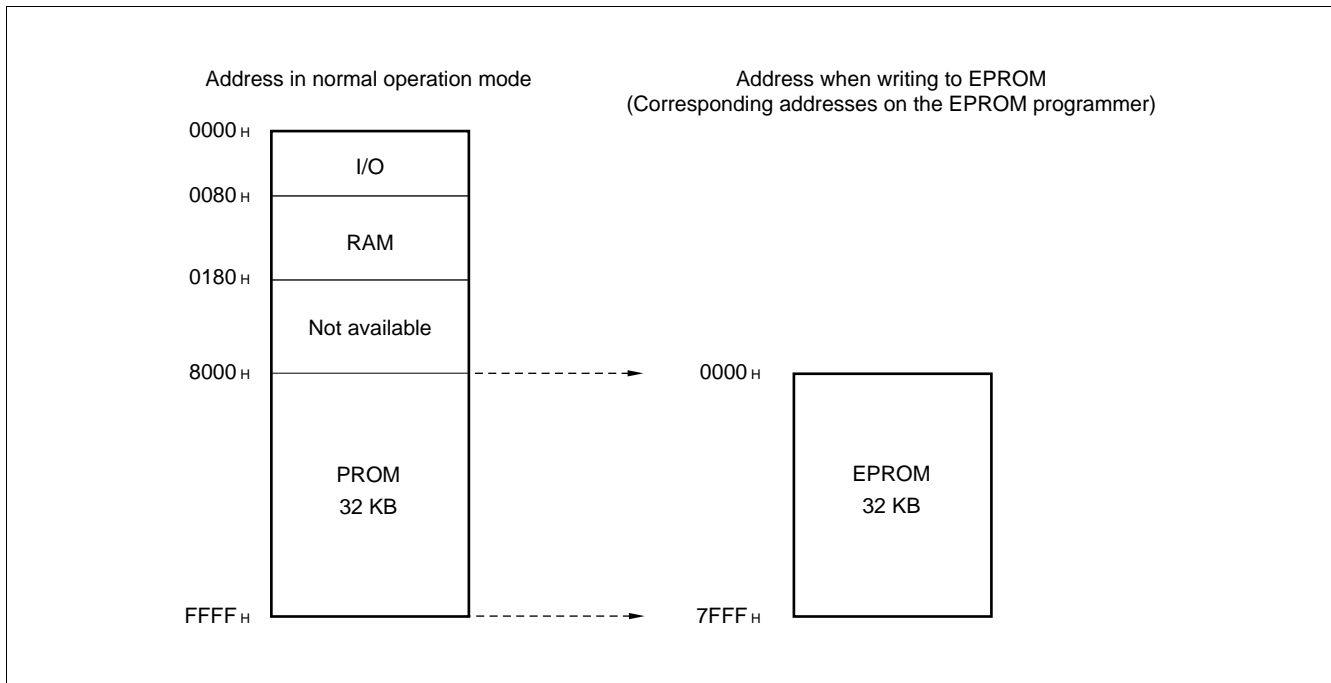 Address in normal operation mode
Address when writing to EPROM
(Corresponding addresses on the EPROM programmer)
0000 H
I/O
0080 H
RAM
0180 H
Not available
8000 H
0000 H
PROM
32 KB
EPROM
32 KB
FFFF H
7FFF H